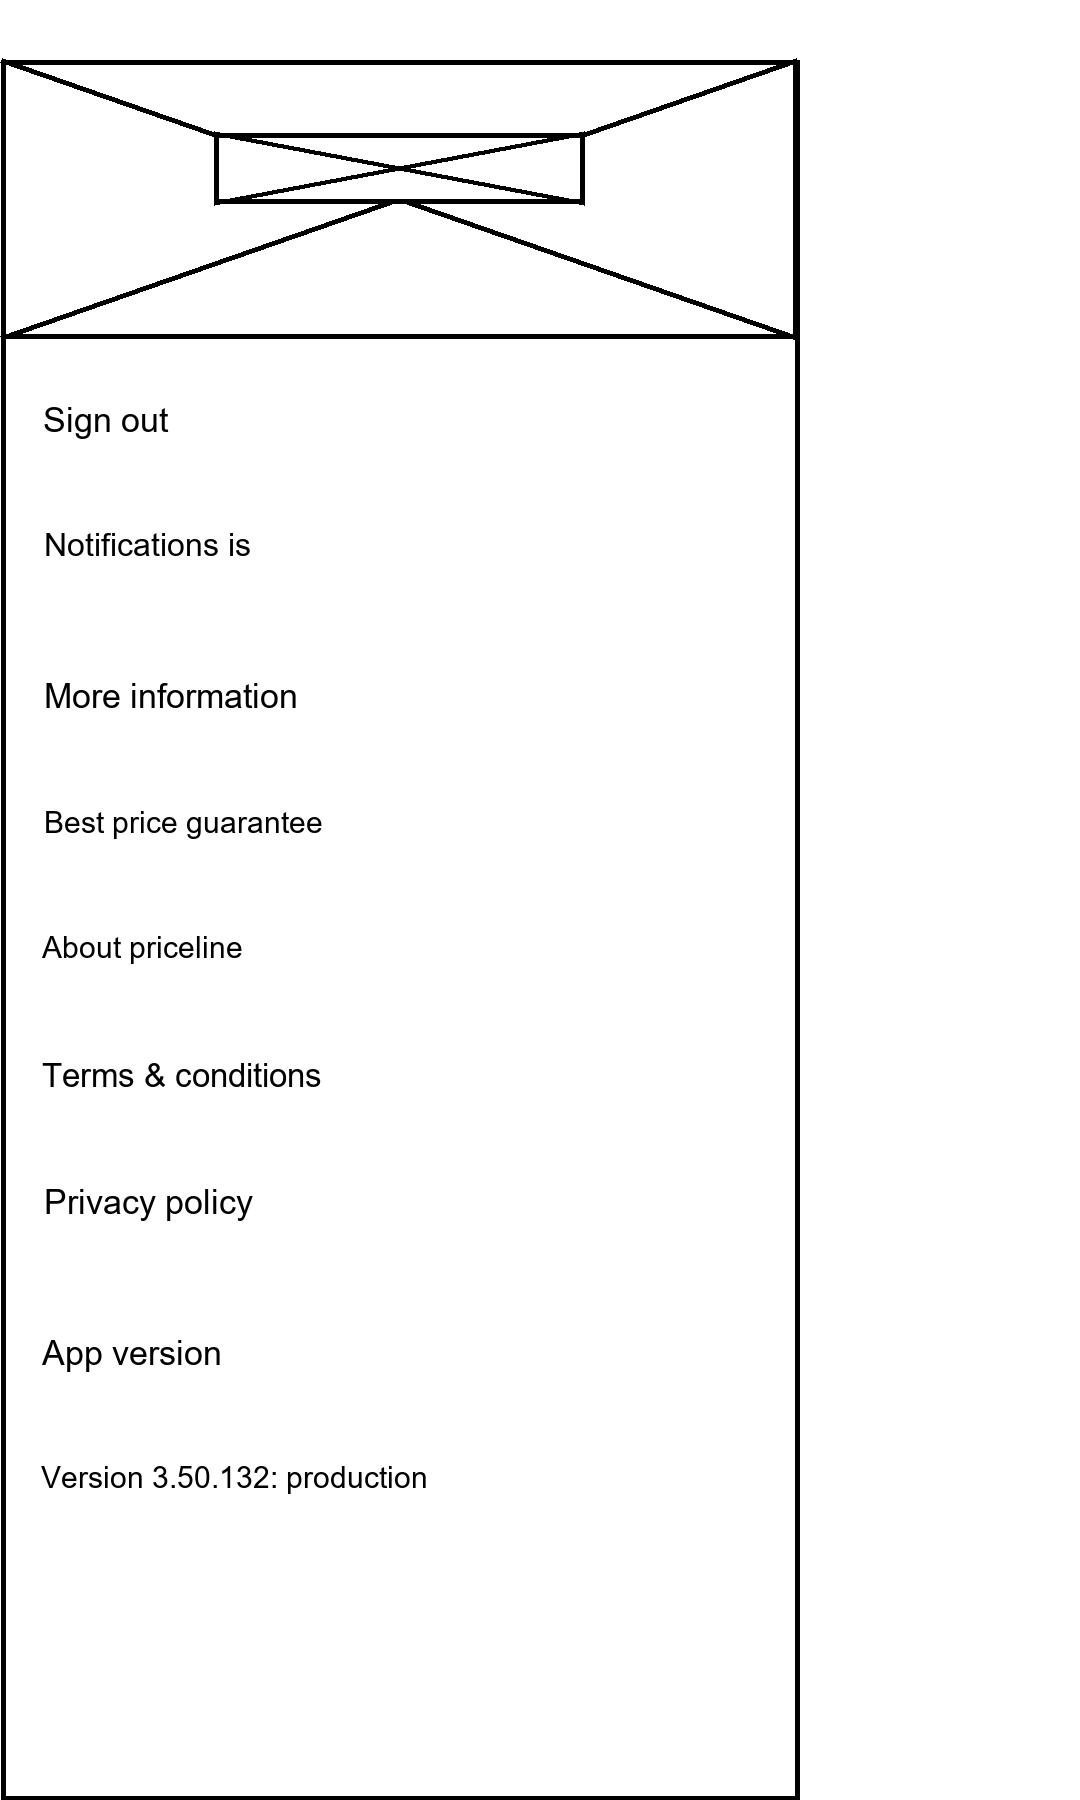 Sign out
Notifications is
More information
Best price guarantee
About priceline
Terms & conditions
Privacy policy
App version
Version 3.50.132: production